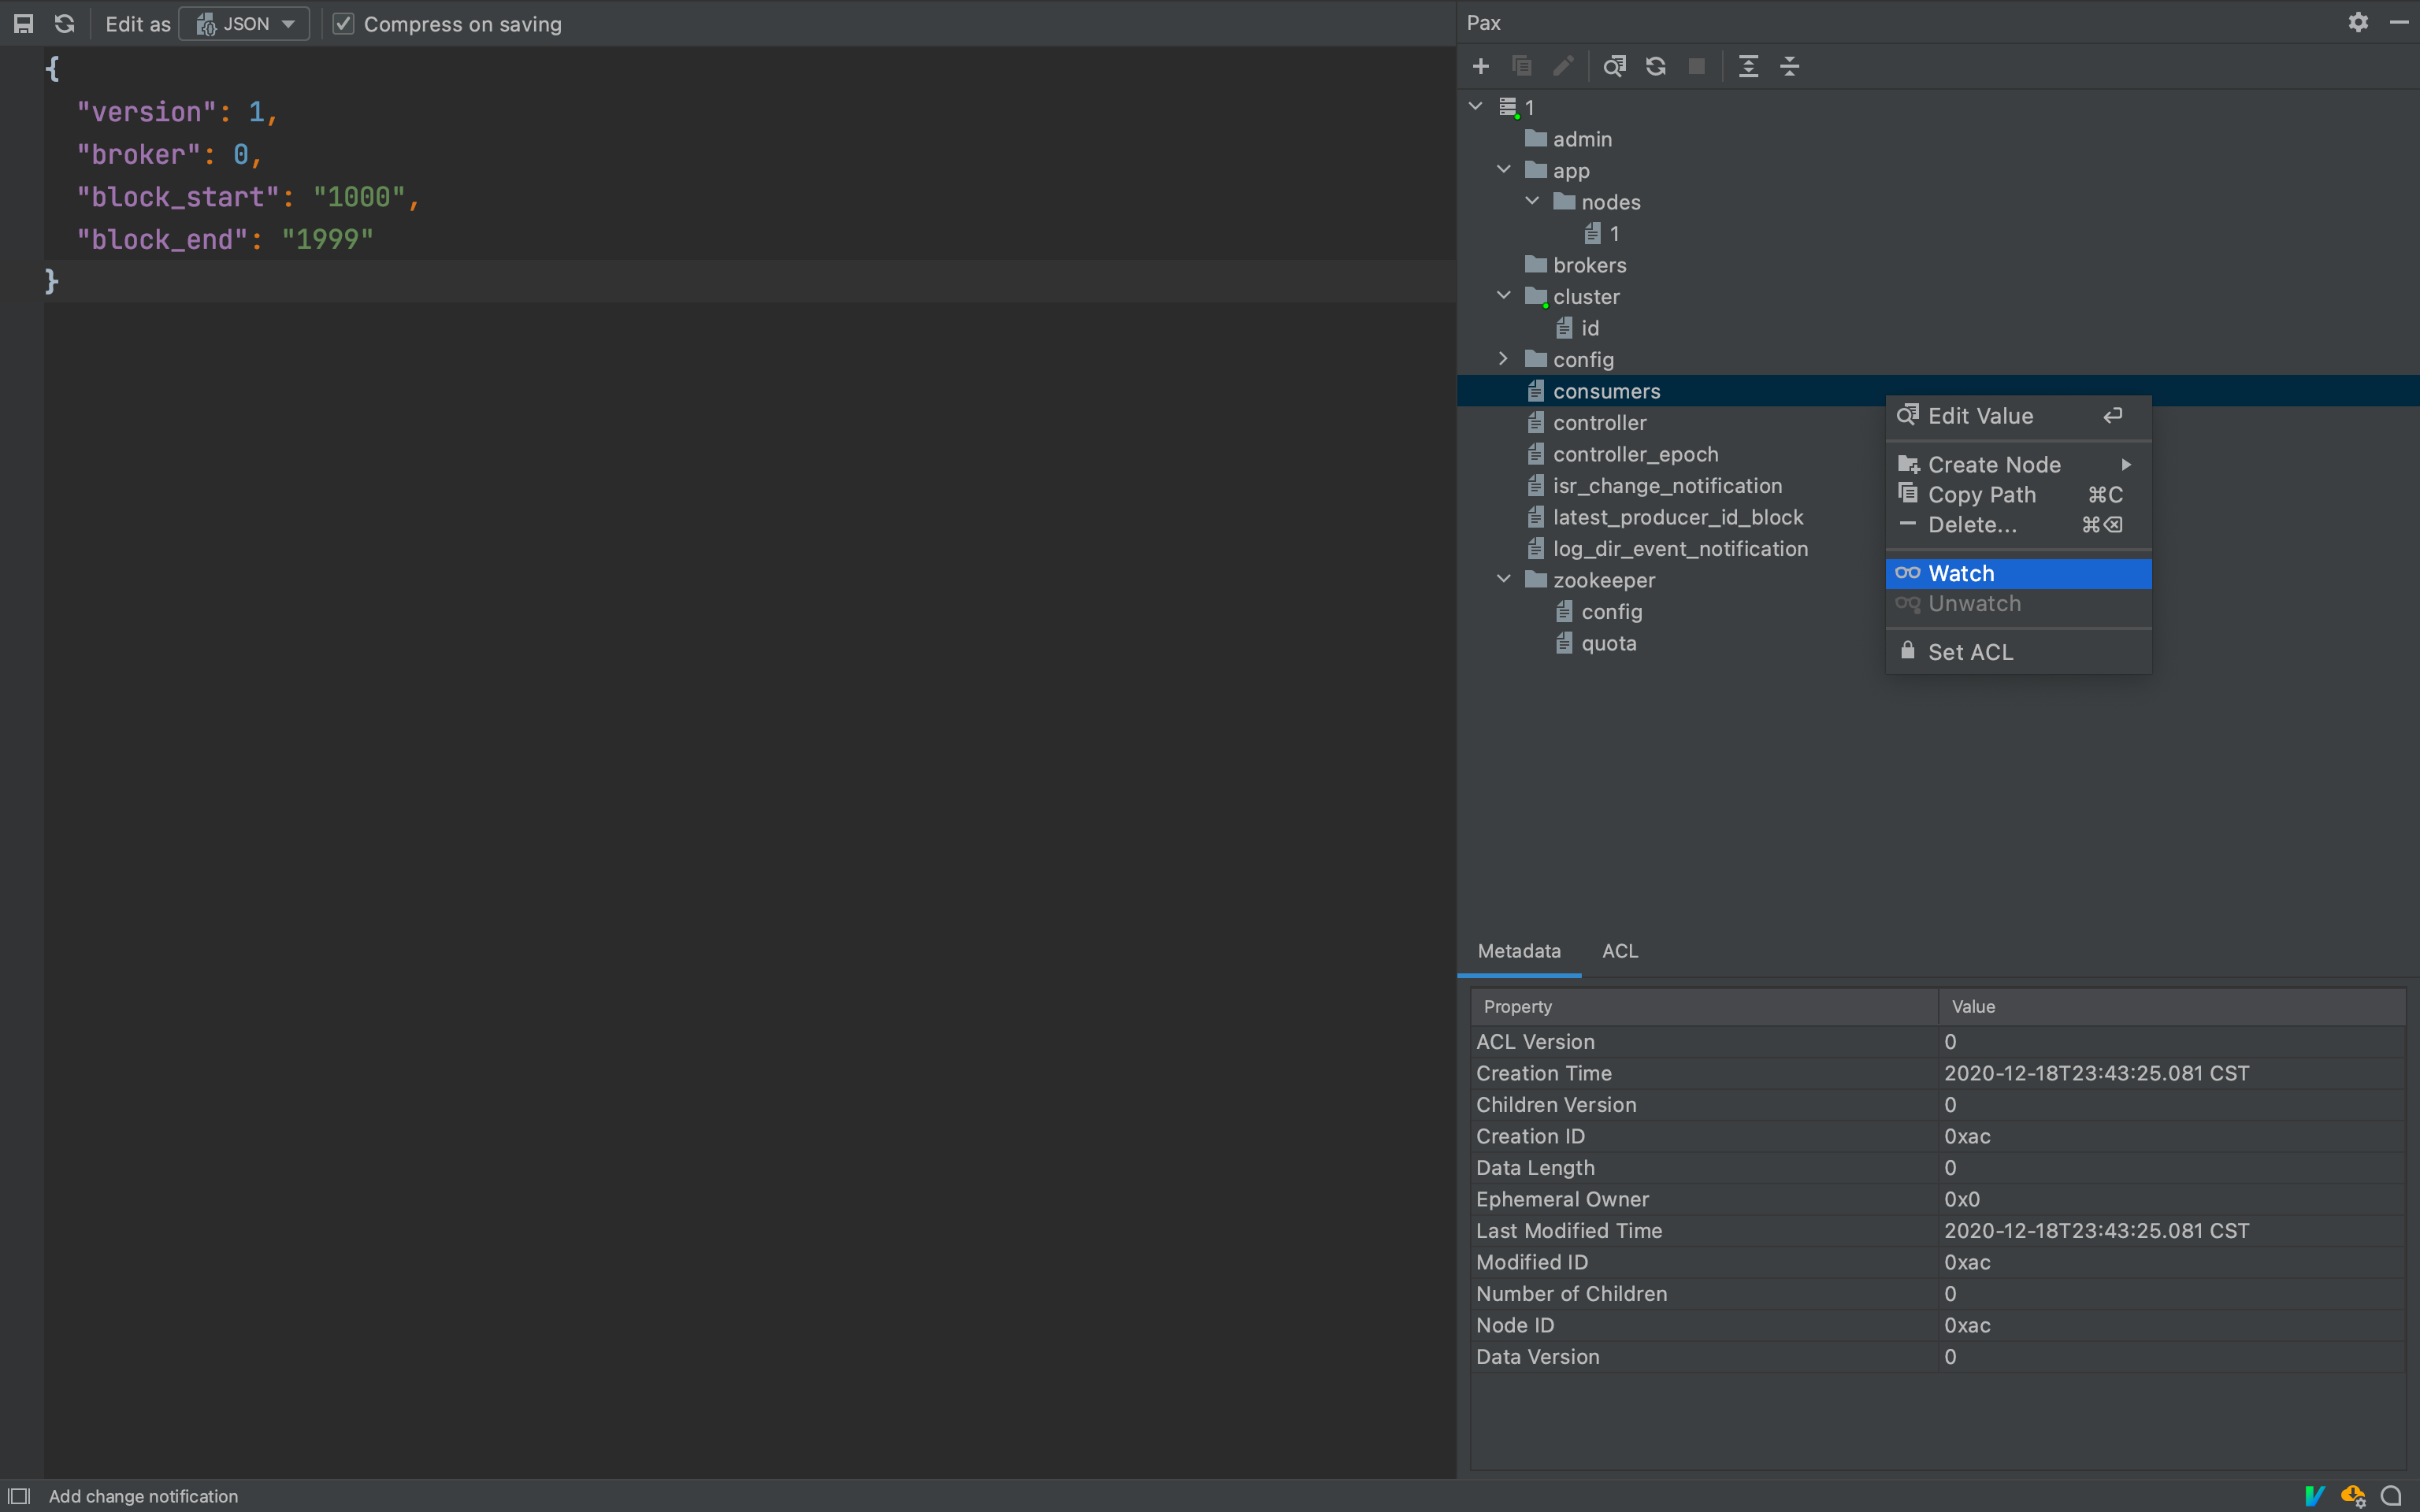 Edit as JSON Compress on saving
{
"version": 1,
"broker": 0,
"block_start": "1000",
"block_end": "1999"
}
Pax
1
admin
app
nodes
1
brokers
cluster
id
config
consumers
controller
controller_epoch
isr_change_notification
latest_producer_id_block
log_dir_event_notification
zookeeper
config
quota
Edit Value ↩
Create Node
Copy Path ⌘C
Delete... ⌘⌫
Watch
Unwatch
Set ACL
Metadata ACL
Property Value
ACL Version 0
Creation Time 2020-12-18T23:43:25.081 CST
Children Version 0
Creation ID 0xac
Data Length 0
Ephemeral Owner 0x0
Last Modified Time 2020-12-18T23:43:25.081 CST
Modified ID 0xac
Number of Children 0
Node ID 0xac
Data Version 0
Add change notification